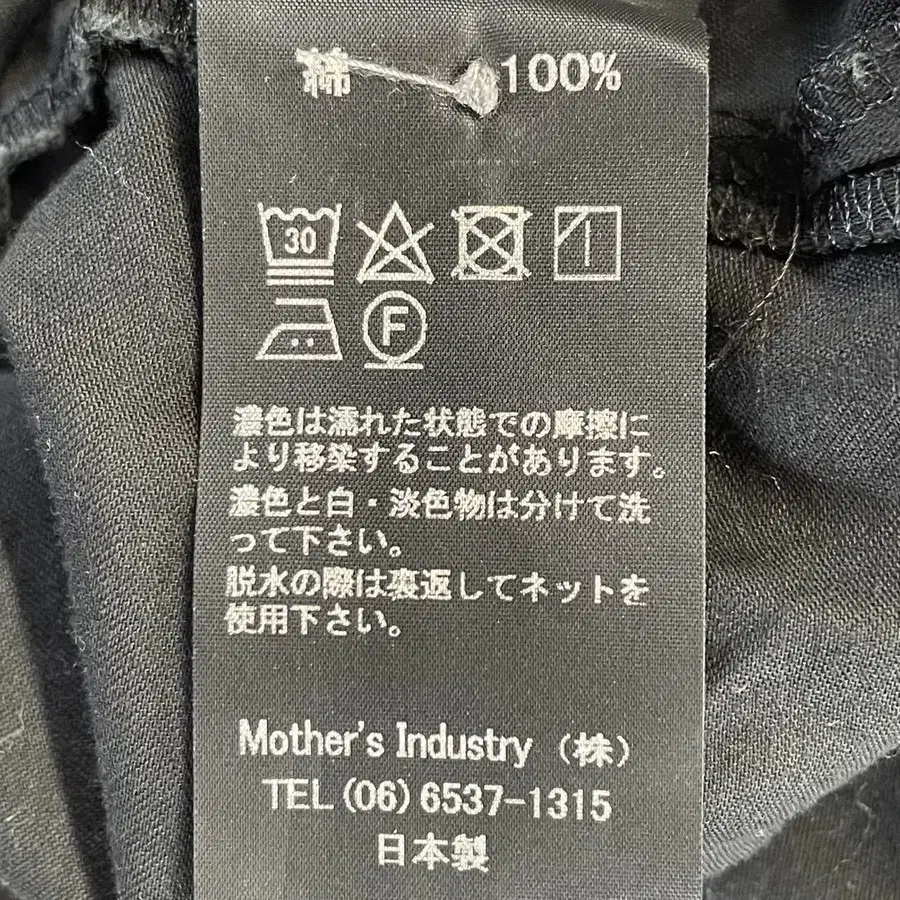 綿 100%
30
F
濃色は濡れた状態での摩擦に
より移染することがあります。
濃色と白・淡色物は分けて洗
って下さい。
脱水の際は裏返してネットを
使用下さい。
Mother's Industry (株)
TEL (06) 6537-1315
日本製